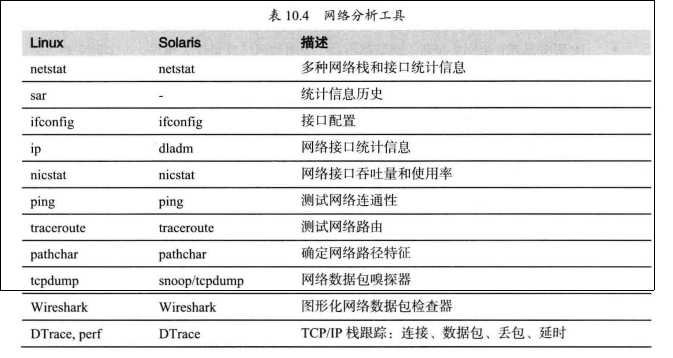 表 10.4 网络分析工具
Linux Solaris 描述
netstat netstat 多种网络栈和接口统计信息
sar - 统计信息历史
ifconfig ifconfig 接口配置
ip dladm 网络接口统计信息
nicstat nicstat 网络接口吞吐量和使用率
ping ping 测试网络连通性
traceroute traceroute 测试网络路由
pathchar pathchar 确定网络路径特征
tcpdump snoop/tcpdump 网络数据包嗅探器
Wireshark Wireshark 图形化网络数据包检查器
DTrace, perf DTrace TCP/IP 栈跟踪：连接、数据包、丢包、延时